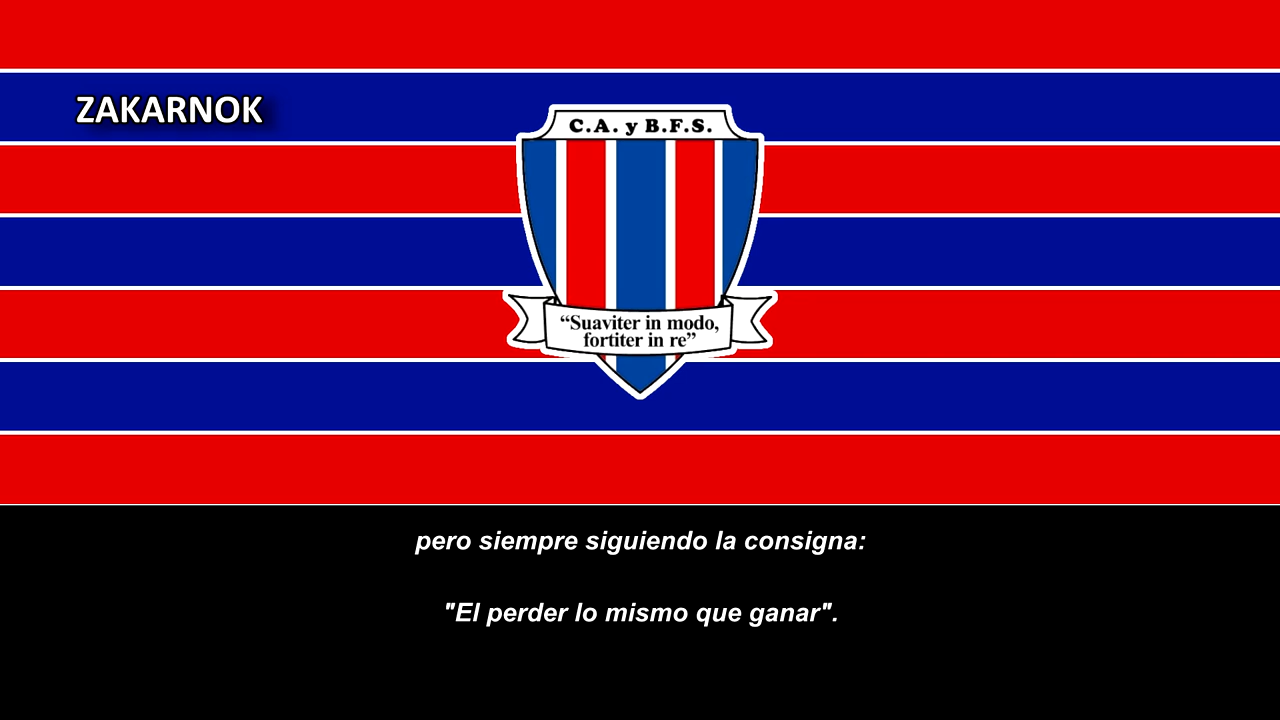 ZAKARNOK
C.A. y B.F.S.
“Suaviter in modo,
fortiter in re”
pero siempre siguiendo la consigna:
"El perder lo mismo que ganar".